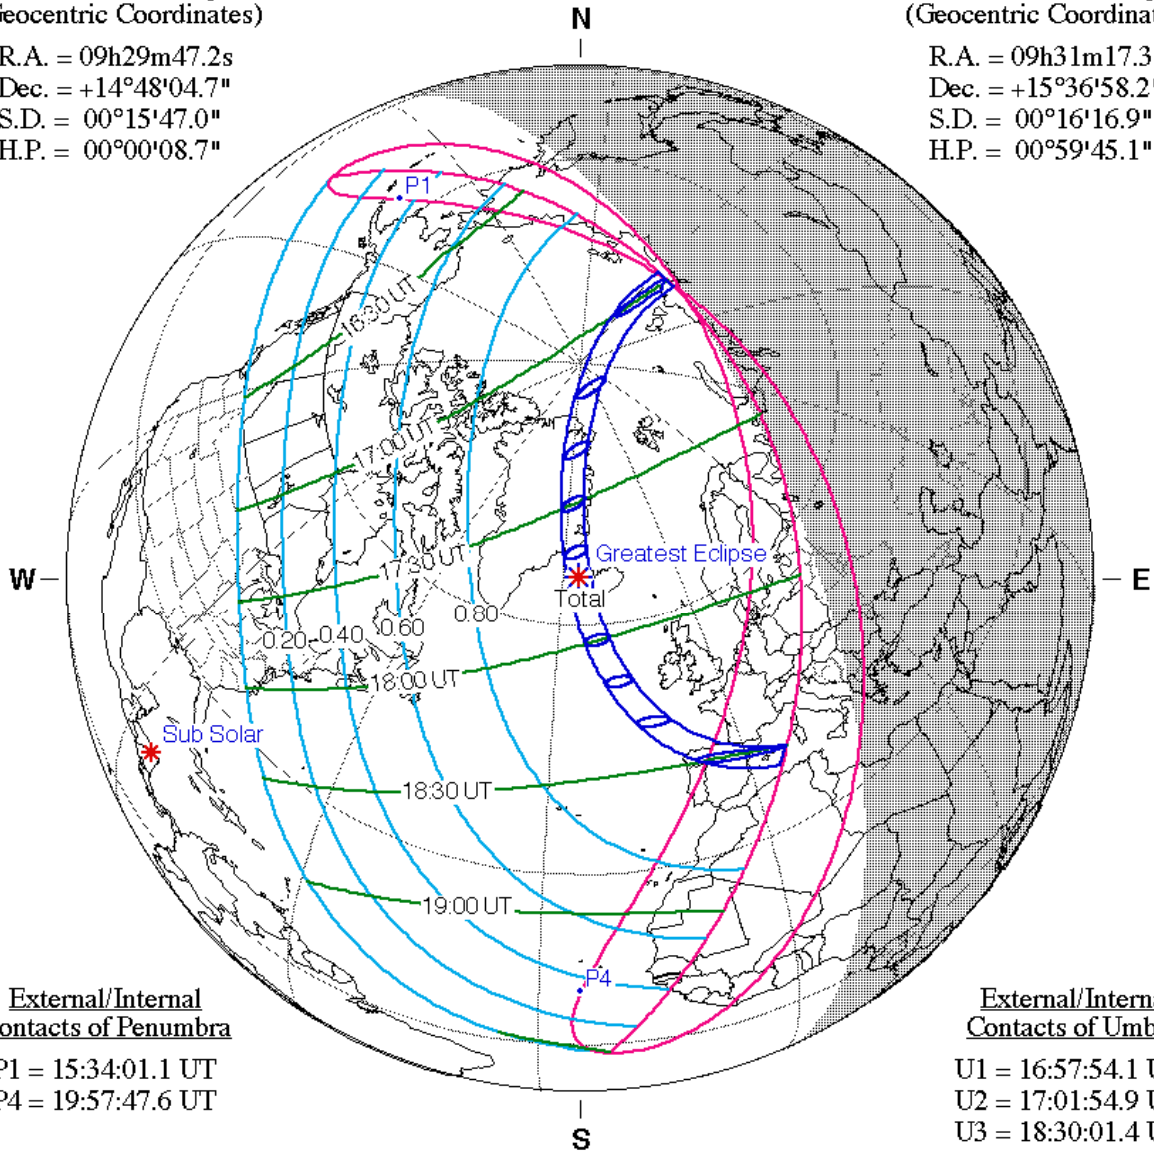 Geocentric Coordinates)
R.A. = 09h29m47.2s
Dec. = +14°48'04.7"
S.D. = 00°15'47.0"
H.P. = 00°00'08.7"
N
(Geocentric Coordinat
R.A. = 09h31m17.3
Dec. = +15°36'58.2"
S.D. = 00°16'16.9"
H.P. = 00°59'45.1"
P1
16:30 UT
17:00 UT
17:30 UT
Greatest Eclipse
W
E
Total
0.20
0.40
0.60
0.80
18:00 UT
Sub Solar
18:30 UT
19:00 UT
P4
External/Internal
ontacts of Penumbra
P1 = 15:34:01.1 UT
P4 = 19:57:47.6 UT
External/Interna
Contacts of Umb
U1 = 16:57:54.1 U
U2 = 17:01:54.9 U
U3 = 18:30:01.4 U
S